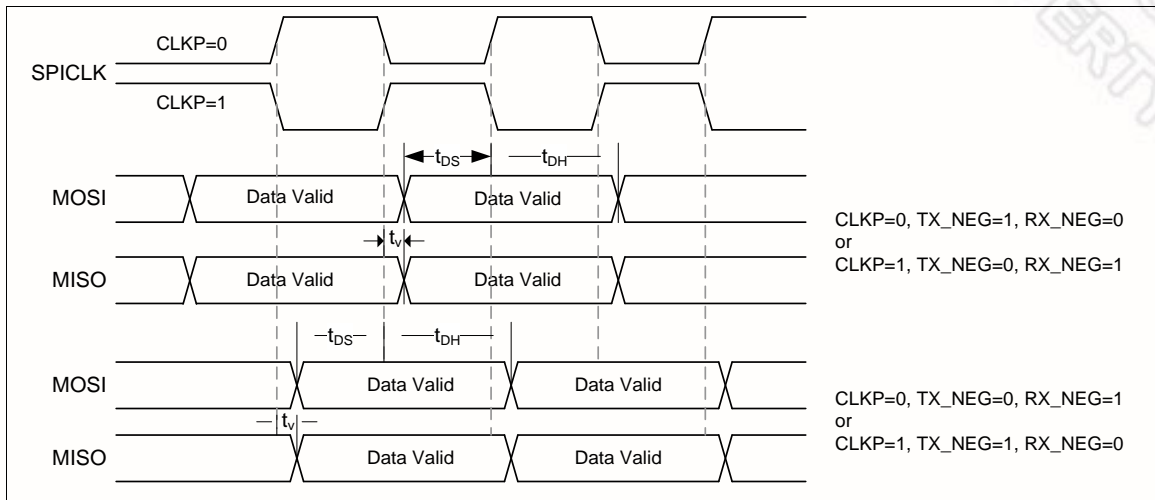 CLKP=0
SPICLK
CLKP=1
tDS tDH
MOSI Data Valid Data Valid
tv
MISO Data Valid Data Valid
CLKP=0, TX_NEG=1, RX_NEG=0
or
CLKP=1, TX_NEG=0, RX_NEG=1
tDS tDH
MOSI Data Valid Data Valid
tv
MISO Data Valid Data Valid
CLKP=0, TX_NEG=0, RX_NEG=1
or
CLKP=1, TX_NEG=1, RX_NEG=0